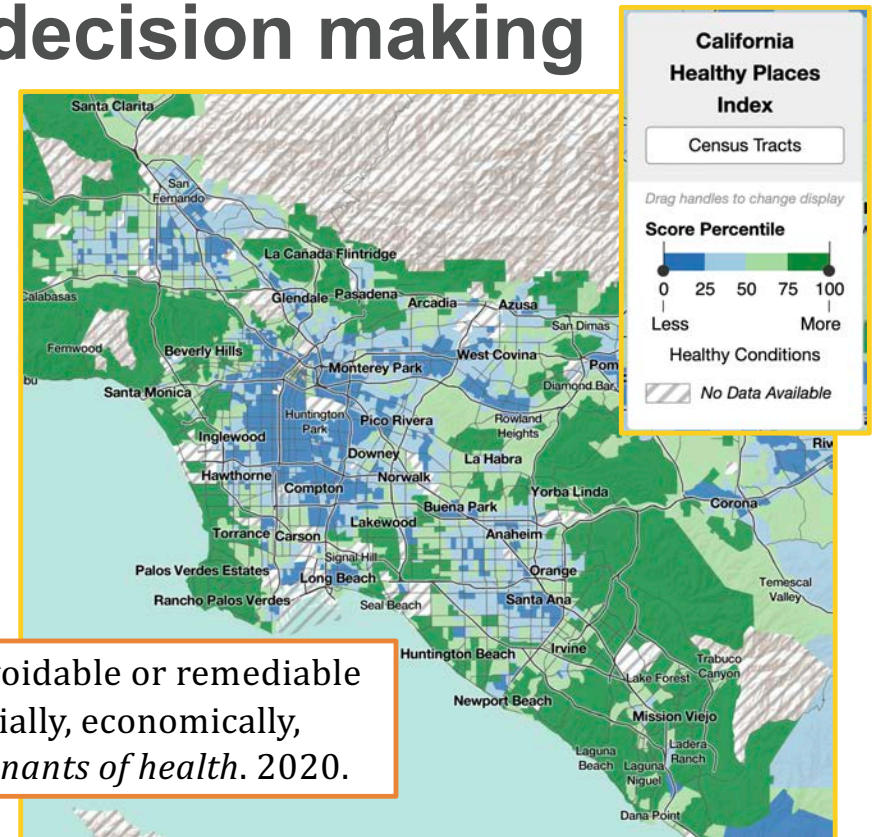 decision making
California
Healthy Places
Index
Census Tracts
Drag handles to change display
Score Percentile
0 25 50 75 100
Less More
Healthy Conditions
No Data Available
Santa Clarita
San
Fernando
La Cañada Flintridge
Calabasas
Glendale Pasadena Arcadia Azusa
San Dimas
Fernwood
Beverly Hills
West Covina
Monterey Park
Pom
Diamond Bar
bu
Santa Monica
Huntington
Park
Pico Rivera
Rowland
Heights
Riv
Inglewood
Downey
La Habra
Hawthorne
Norwalk
Compton
Yorba Linda
Corona
Buena Park
Lakewood
Torrance Carson
Anaheim
Signal Hill
Palos Verdes Estates
Long Beach
Orange
Temescal
Valley
Rancho Palos Verdes
Seal Beach
Santa Ana
Huntington Beach
Irvine
Trabuco
Canyon
Lake Forest
Newport Beach
Mission Viejo
Laguna
Beach
Ladera
Ranch
Laguna
Niguel
Dana Point
voidable or remediable
ially, economically,
nants of health. 2020.